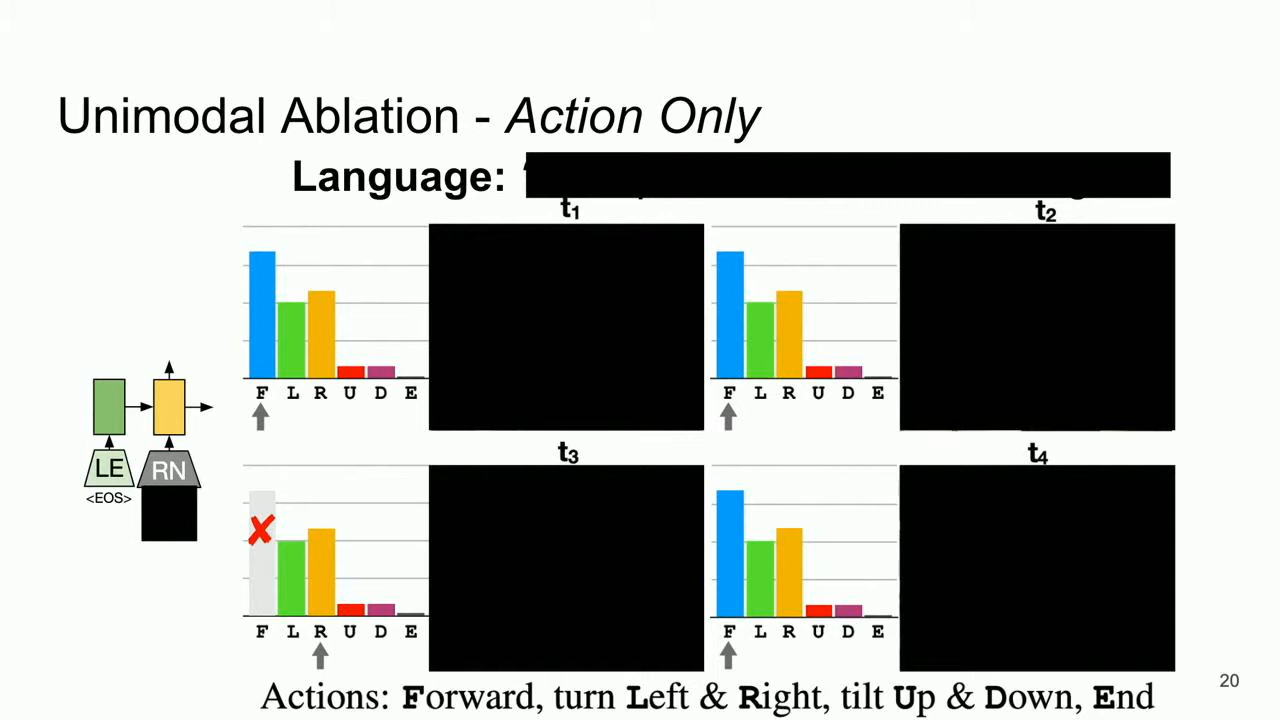 Unimodal Ablation - Action Only
Language:
t1
t2
F L R U D E
F L R U D E
LE RN
<EOS>
t3
t4
F L R U D E
F L R U D E
Actions: Forward, turn Left & Right, tilt Up & Down, End
20